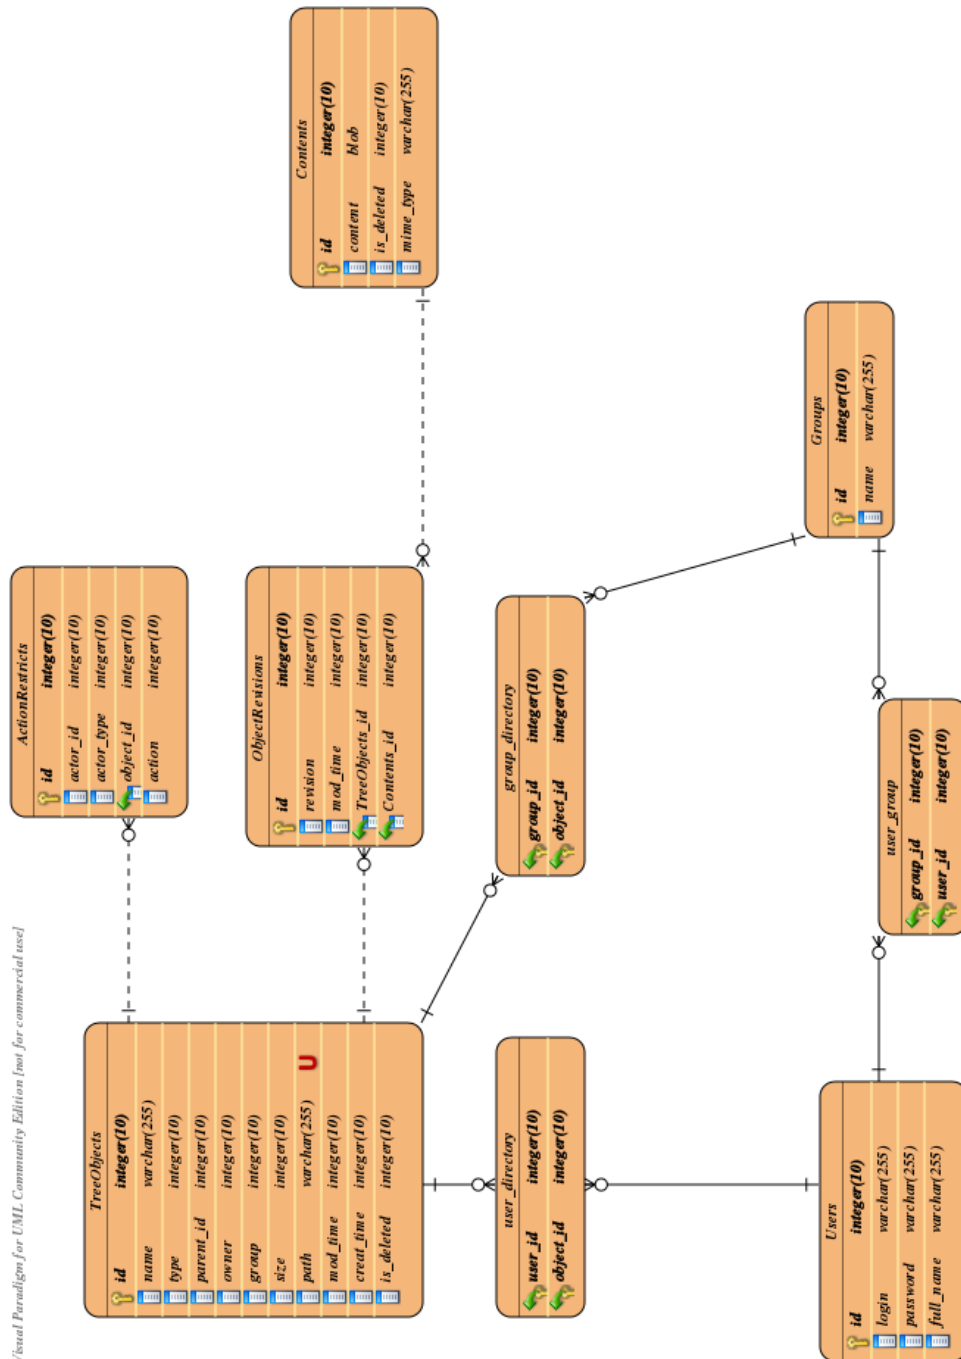 Visual Paradigm for UML Community Edition [not for commercial use]
TreeObjects
id integer(10)
name varchar(255)
type integer(10)
parent_id integer(10)
owner integer(10)
group integer(10)
size integer(10)
path varchar(255) U
mod_time integer(10)
creat_time integer(10)
is_deleted integer(10)
ActionRestricts
id integer(10)
actor_id integer(10)
actor_type integer(10)
object_id integer(10)
action integer(10)
ObjectRevisions
id integer(10)
revision integer(10)
mod_time integer(10)
TreeObjects_id integer(10)
Contents_id integer(10)
Contents
id integer(10)
content blob
is_deleted integer(10)
mime_type varchar(255)
user_directory
user_id integer(10)
object_id integer(10)
group_directory
group_id integer(10)
object_id integer(10)
Users
id integer(10)
login varchar(255)
password varchar(255)
full_name varchar(255)
user_group
group_id integer(10)
user_id integer(10)
Groups
id integer(10)
name varchar(255)